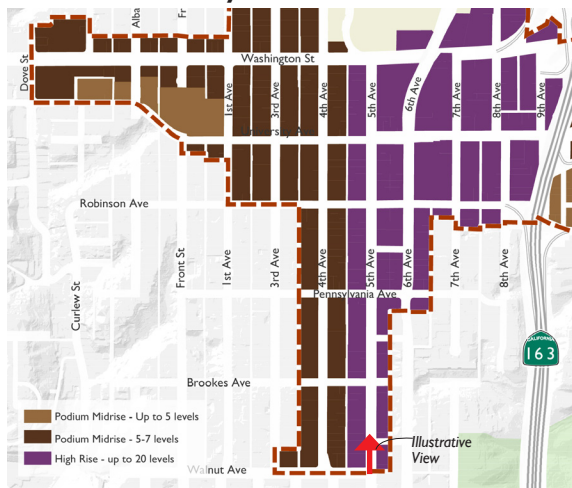 Alba
Fr
Dove St
Washington St
1st Ave
3rd Ave
4th Ave
5th Ave
6th Ave
7th Ave
8th Ave
9th Ave
Robinson Ave
Curlew St
Front St
1st Ave
3rd Ave
4th Ave
5th Ave
6th Ave
7th Ave
8th Ave
Pennsylvania Ave
CALIFORNIA
163
Brookes Ave
Podium Midrise - Up to 5 levels
Podium Midrise - 5-7 levels
High Rise - up to 20 levels
Illustrative
View
Walnut Ave